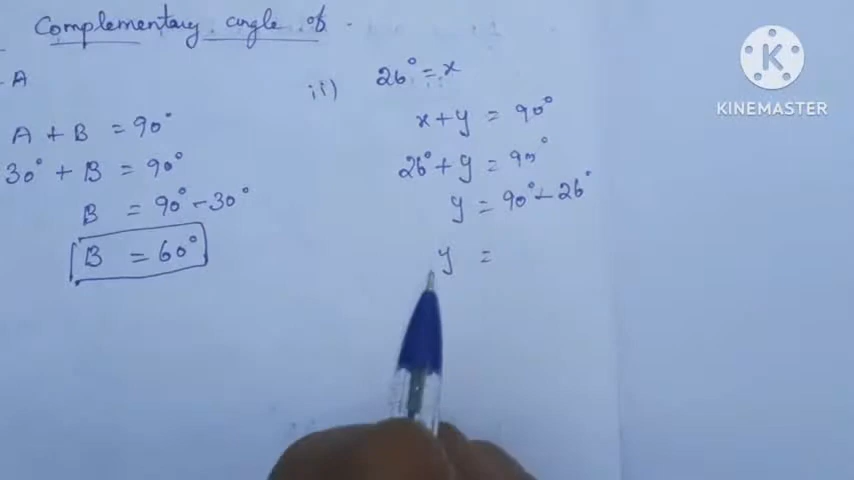 Complementary angle of
- A
A + B = 90°
30° + B = 90°
B = 90° - 30°
B = 60°
ii) 26° = x
x + y = 90°
26° + y = 90°
y = 90° - 26°
y =
KINEMASTER